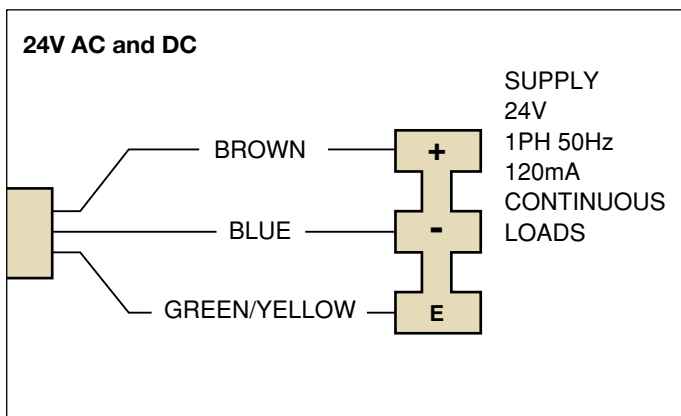 24V AC and DC
BROWN
+
BLUE
-
GREEN/YELLOW
E
SUPPLY
24V
1PH 50Hz
120mA
CONTINUOUS
LOADS